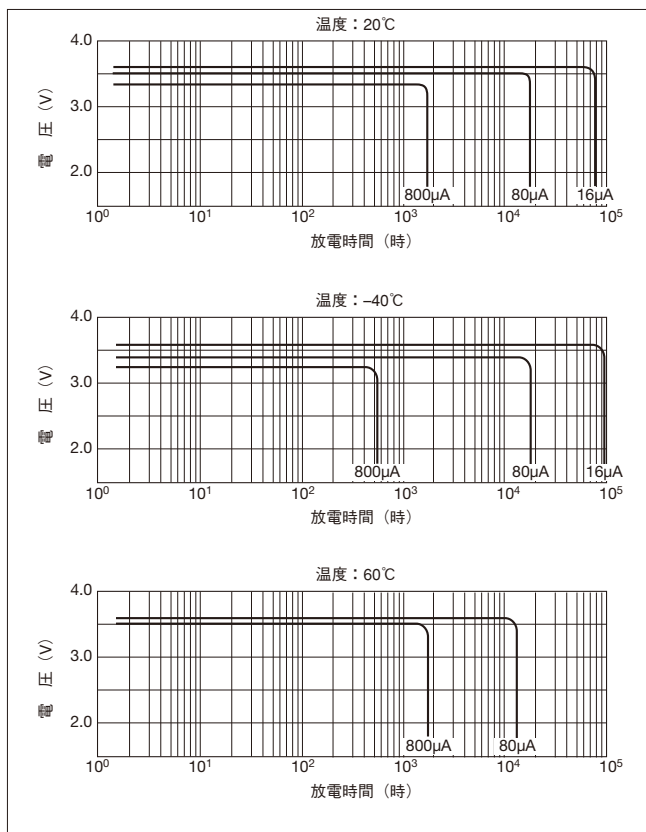 温度：20℃
4.0
3.0
2.0
電 圧 (V)
800µA 80µA 16µA
10⁰ 10¹ 10² 10³ 10⁴ 10⁵
放電時間（時）
温度：–40℃
4.0
3.0
2.0
電 圧 (V)
800µA 80µA 16µA
10⁰ 10¹ 10² 10³ 10⁴ 10⁵
放電時間（時）
温度：60℃
4.0
3.0
2.0
電 圧 (V)
800µA 80µA
10⁰ 10¹ 10² 10³ 10⁴ 10⁵
放電時間（時）